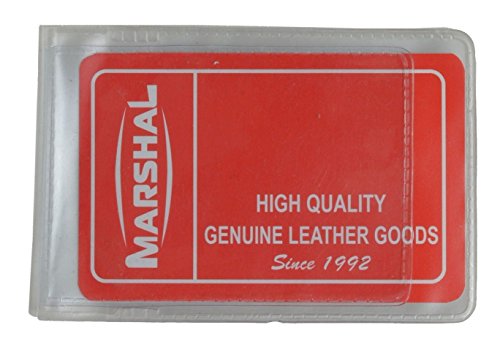 MARSHAL
HIGH QUALITY
GENUINE LEATHER GOODS
Since 1992